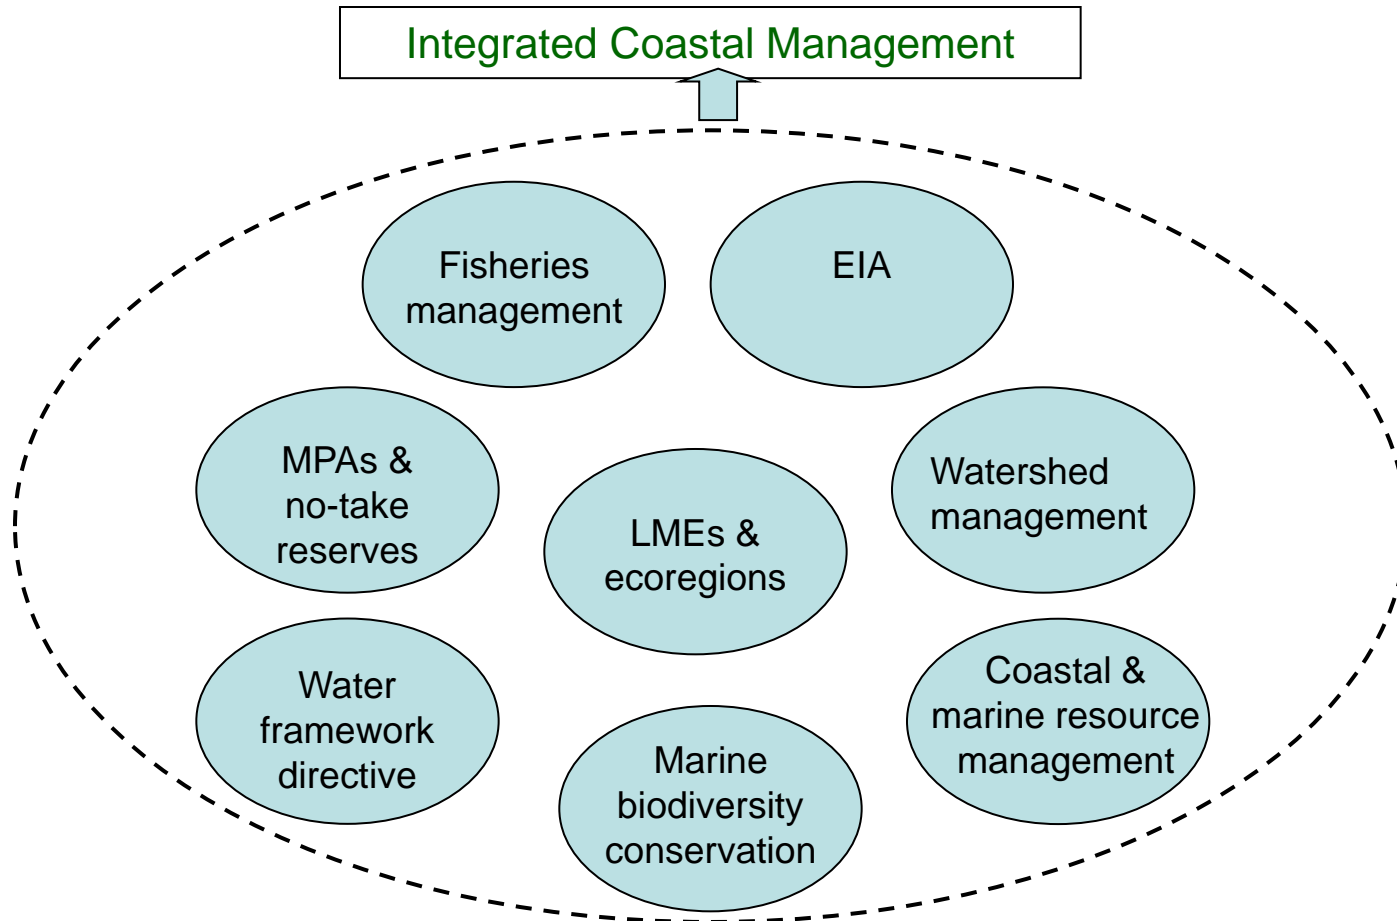 Integrated Coastal Management
Fisheries
management
EIA
MPAs &
no-take
reserves
LMEs &
ecoregions
Watershed
management
Water
framework
directive
Marine
biodiversity
conservation
Coastal &
marine resource
management